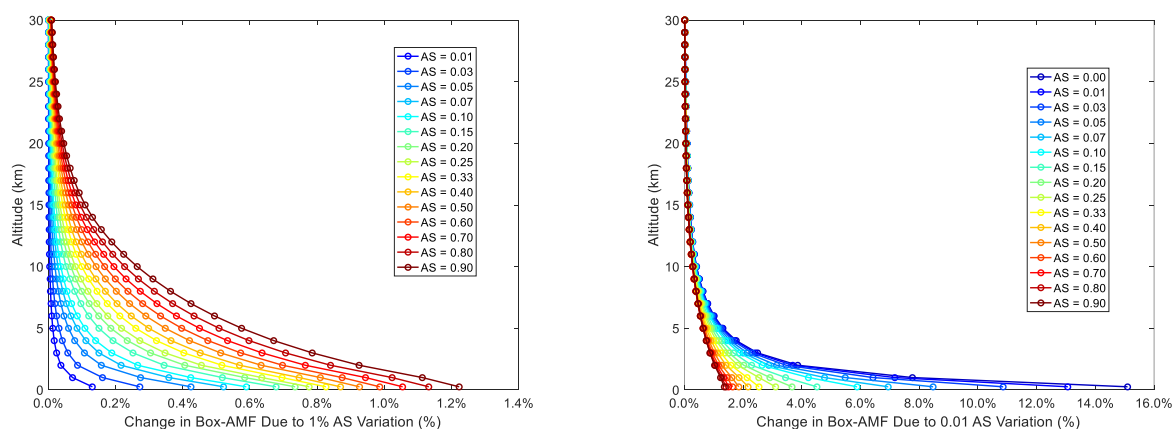 30
25
20
15
10
5
0
Altitude (km)
0.0% 0.2% 0.4% 0.6% 0.8% 1.0% 1.2% 1.4%
Change in Box-AMF Due to 1% AS Variation (%)
AS = 0.01
AS = 0.03
AS = 0.05
AS = 0.07
AS = 0.10
AS = 0.15
AS = 0.20
AS = 0.25
AS = 0.33
AS = 0.40
AS = 0.50
AS = 0.60
AS = 0.70
AS = 0.80
AS = 0.90
30
25
20
15
10
5
0
Altitude (km)
0.0% 2.0% 4.0% 6.0% 8.0% 10.0% 12.0% 14.0% 16.0%
Change in Box-AMF Due to 0.01 AS Variation (%)
AS = 0.00
AS = 0.01
AS = 0.03
AS = 0.05
AS = 0.07
AS = 0.10
AS = 0.15
AS = 0.20
AS = 0.25
AS = 0.33
AS = 0.40
AS = 0.50
AS = 0.60
AS = 0.70
AS = 0.80
AS = 0.90